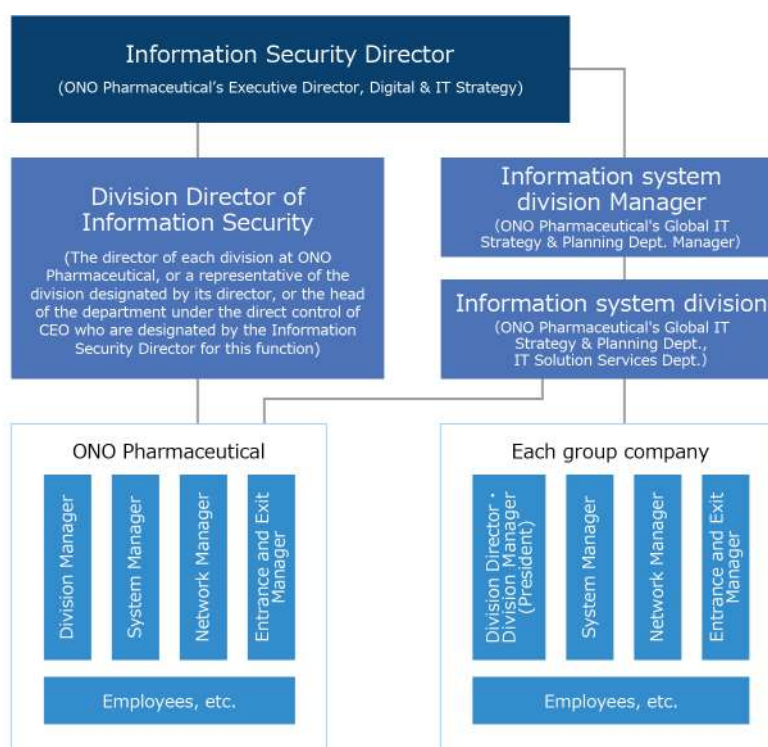 Information Security Director
(ONO Pharmaceutical's Executive Director, Digital & IT Strategy)
Division Director of
Information Security
(The director of each division at ONO
Pharmaceutical, or a representative of the
division designated by its director, or the head
of the department under the direct control of
CEO who are designated by the Information
Security Director for this function)
Information system
division Manager
(ONO Pharmaceutical's Global IT
Strategy & Planning Dept. Manager)
Information system division
(ONO Pharmaceutical's Global IT
Strategy & Planning Dept.,
IT Solution Services Dept.)
ONO Pharmaceutical
Division Manager
System Manager
Network Manager
Entrance and Exit
Manager
Employees, etc.
Each group company
Division Director・
Division Manager
(President)
System Manager
Network Manager
Entrance and Exit
Manager
Employees, etc.